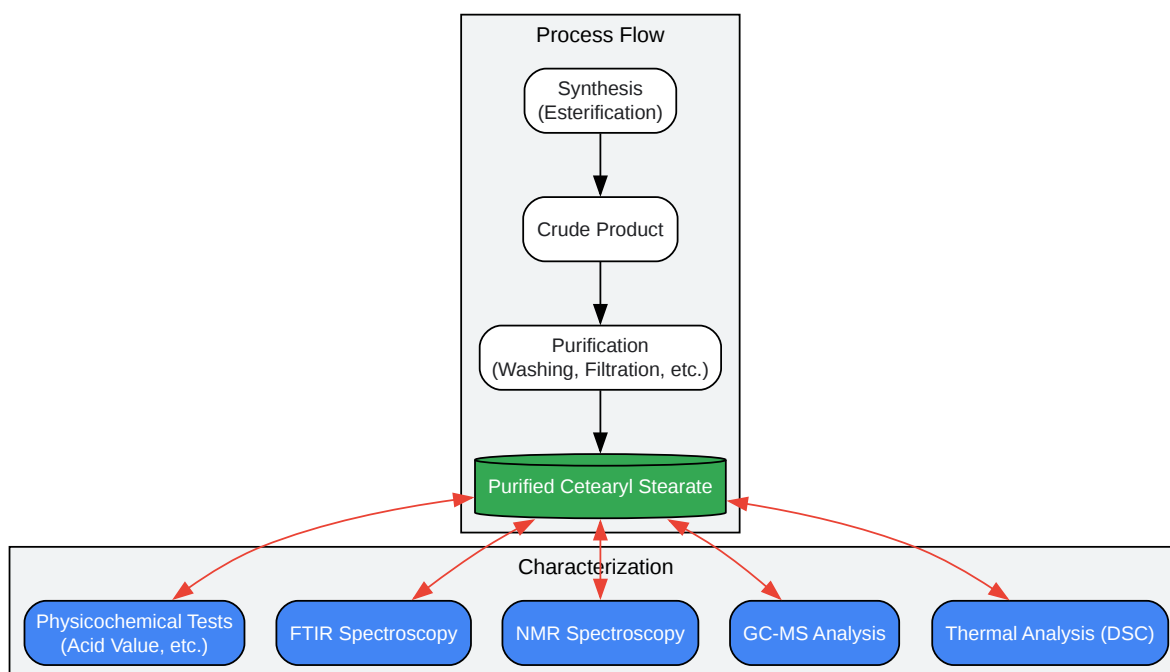 Process Flow
Synthesis
(Esterification)
Crude Product
Purification
(Washing, Filtration, etc.)
Purified Cetearyl Stearate
Characterization
Physicochemical Tests
(Acid Value, etc.)
FTIR Spectroscopy
NMR Spectroscopy
GC-MS Analysis
Thermal Analysis (DSC)